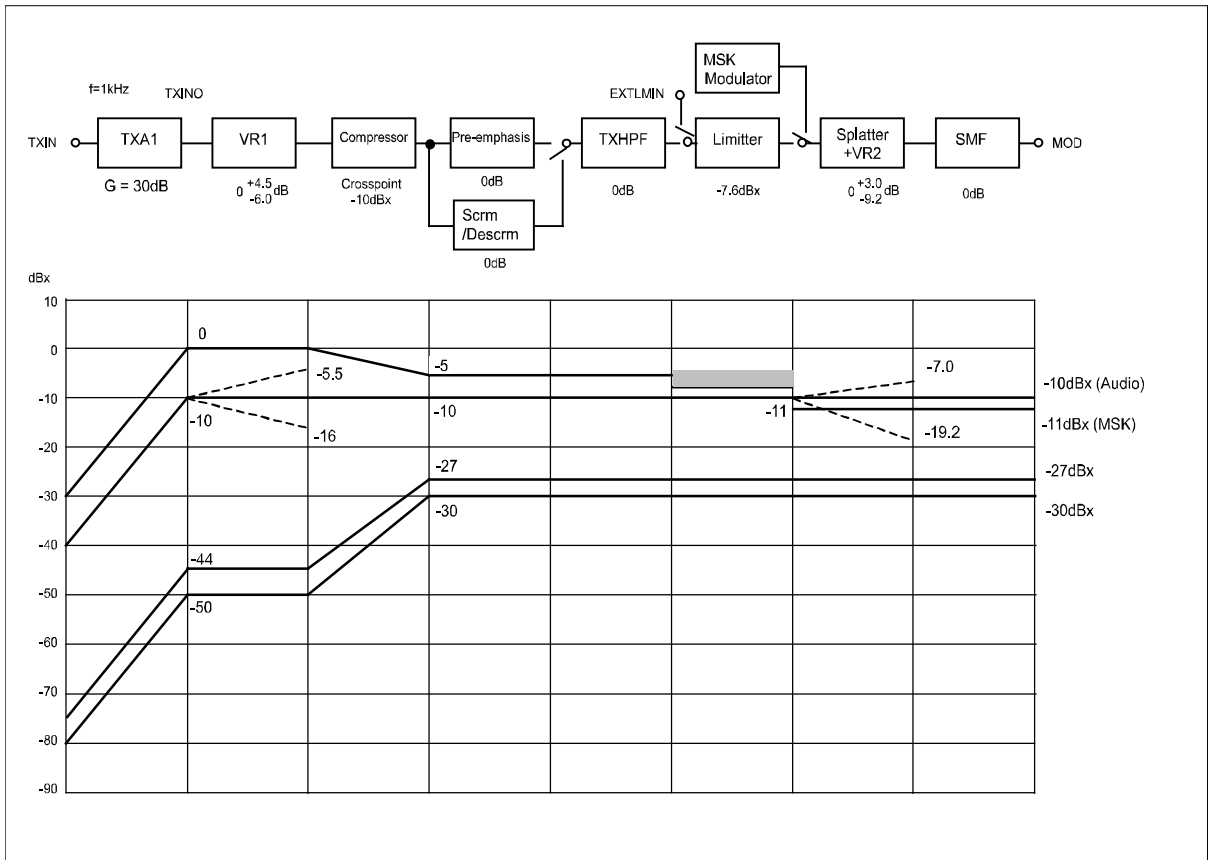 MSK
Modulator
f=1kHz
TXINO
EXTLMIN
TXIN
TXA1
VR1
Compressor
Pre-emphasis
TXHPF
Limitter
Splatter
+VR2
SMF
MOD
G = 30dB
0 +4.5 -6.0 dB
Crosspoint
-10dBx
0dB
0dB
-7.6dBx
0 +3.0 -9.2 dB
0dB
Scrm
/Descrm
0dB
dBx
10
0
-10
-20
-30
-40
-50
-60
-70
-80
-90
0
-5
-5.5
-7.0
-10
-10
-11
-16
-19.2
-27
-30
-44
-50
-10dBx (Audio)
-11dBx (MSK)
-27dBx
-30dBx